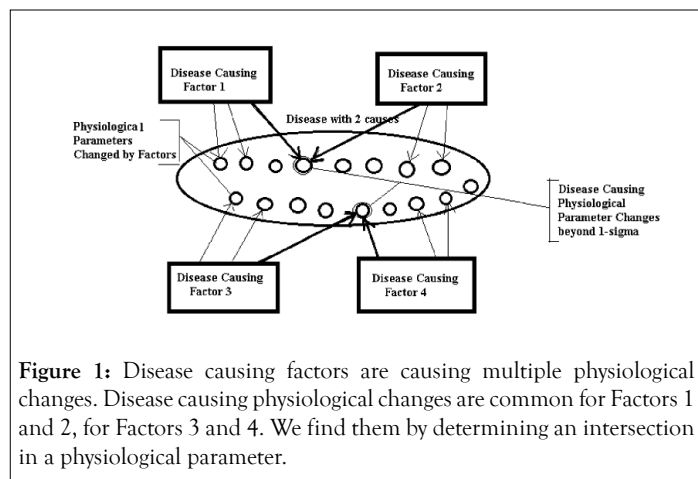 Disease Causing
Factor 1
Disease Causing
Factor 2
Disease with 2 causes
Physiological
Parameters
Changed by Factors
Disease Causing
Physiological
Parameter Changes
beyond 1-sigma
Disease Causing
Factor 3
Disease Causing
Factor 4
Figure 1: Disease causing factors are causing multiple physiological
changes. Disease causing physiological changes are common for Factors 1
and 2, for Factors 3 and 4. We find them by determining an intersection
in a physiological parameter.